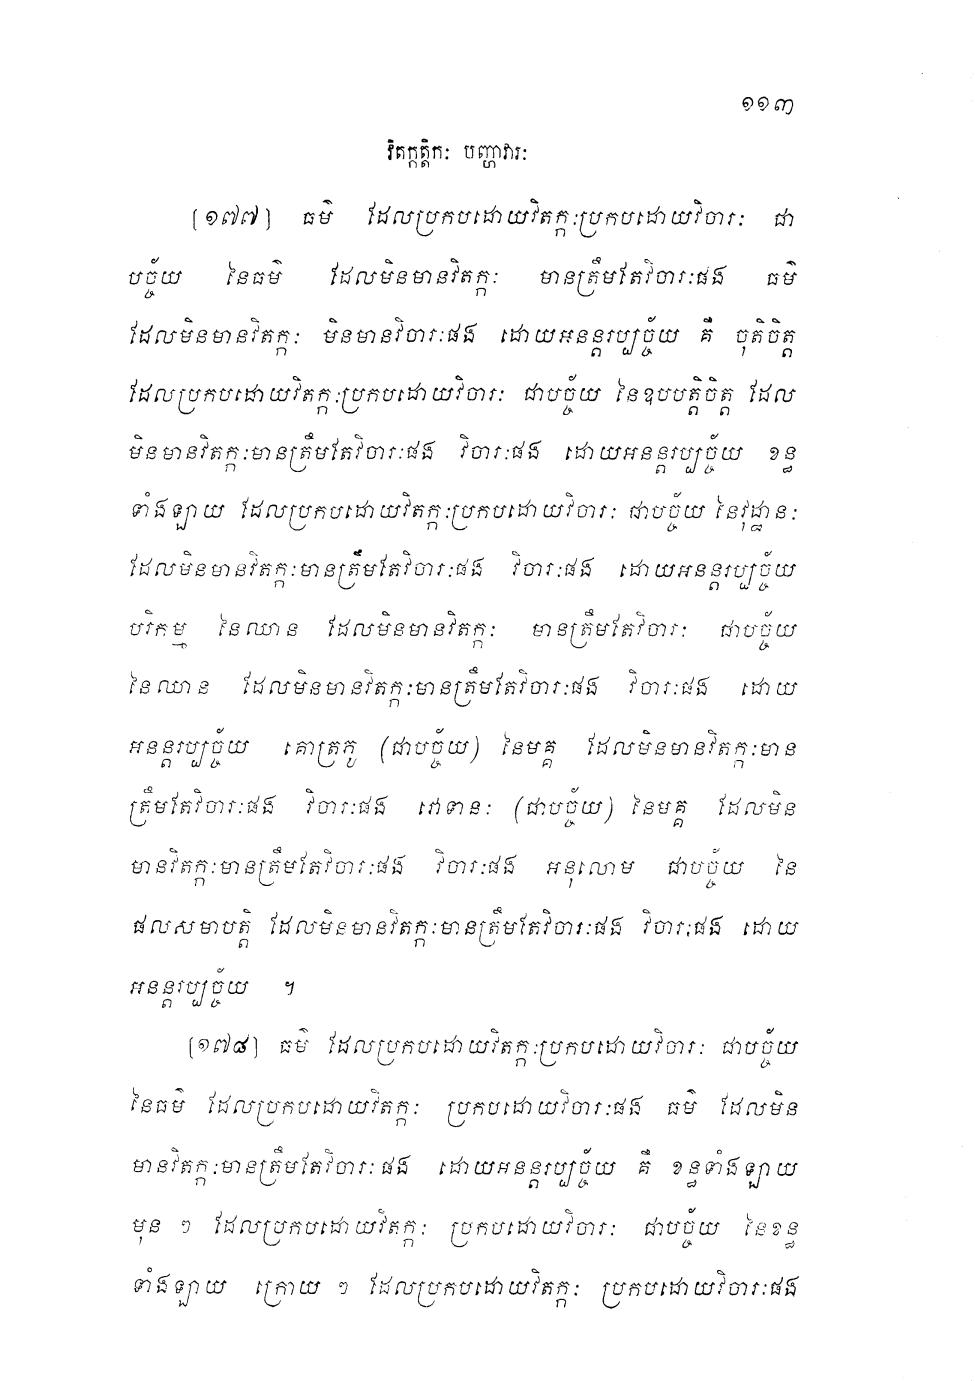 ១១៣
វិតក្កត្តិកៈ បញ្ហាវារៈ
[១៧៧] ធម៌ ដែលប្រកបដោយវិតក្កៈប្រកបដោយវិចារៈ ជា
បច្ច័យ នៃធម៌ ដែលមិនមានវិតក្កៈ មានត្រឹមតែវិចារៈផង ធម៌
ដែលមិនមានវិតក្កៈ មិនមានវិចារៈផង ដោយអនន្តរប្បច្ច័យ គឺ ចុតិចិត្ត
ដែលប្រកបដោយវិតក្កៈប្រកបដោយវិចារៈ ជាបច្ច័យ នៃឧបបត្តិចិត្ត ដែល
មិនមានវិតក្កៈមានត្រឹមតែវិចារៈផង វិចារៈផង ដោយអនន្តរប្បច្ច័យ ខន្ធ
ទាំងឡាយ ដែលប្រកបដោយវិតក្កៈប្រកបដោយវិចារៈ ជាបច្ច័យ នៃវុដ្ឋានៈ
ដែលមិនមានវិតក្កៈមានត្រឹមតែវិចារៈផង វិចារៈផង ដោយអនន្តរប្បច្ច័យ
បរិកម្ម នៃឈាន ដែលមិនមានវិតក្កៈ មានត្រឹមតែវិចារៈ ជាបច្ច័យ
នៃឈាន ដែលមិនមានវិតក្កៈមានត្រឹមតែវិចារៈផង វិចារៈផង ដោយ
អនន្តរប្បច្ច័យ គោត្រភូ (ជាបច្ច័យ) នៃមគ្គ ដែលមិនមានវិតក្កៈមាន
ត្រឹមតែវិចារៈផង វិចារៈផង វោទានៈ (ជាបច្ច័យ) នៃមគ្គ ដែលមិន
មានវិតក្កៈមានត្រឹមតែវិចារៈផង វិចារៈផង អនុលោម ជាបច្ច័យ នៃ
ផលសមាបត្តិ ដែលមិនមានវិតក្កៈមានត្រឹមតែវិចារៈផង វិចារៈផង ដោយ
អនន្តរប្បច្ច័យ ។
[១៧៨] ធម៌ ដែលប្រកបដោយវិតក្កៈប្រកបដោយវិចារៈ ជាបច្ច័យ
នៃធម៌ ដែលប្រកបដោយវិតក្កៈ ប្រកបដោយវិចារៈផង ធម៌ ដែលមិន
មានវិតក្កៈមានត្រឹមតែវិចារៈផង ដោយអនន្តរប្បច្ច័យ គឺ ខន្ធទាំងឡាយ
មុន ៗ ដែលប្រកបដោយវិតក្កៈ ប្រកបដោយវិចារៈ ជាបច្ច័យ នៃខន្ធ
ទាំងឡាយ ក្រោយ ៗ ដែលប្រកបដោយវិតក្កៈ ប្រកបដោយវិចារៈផង